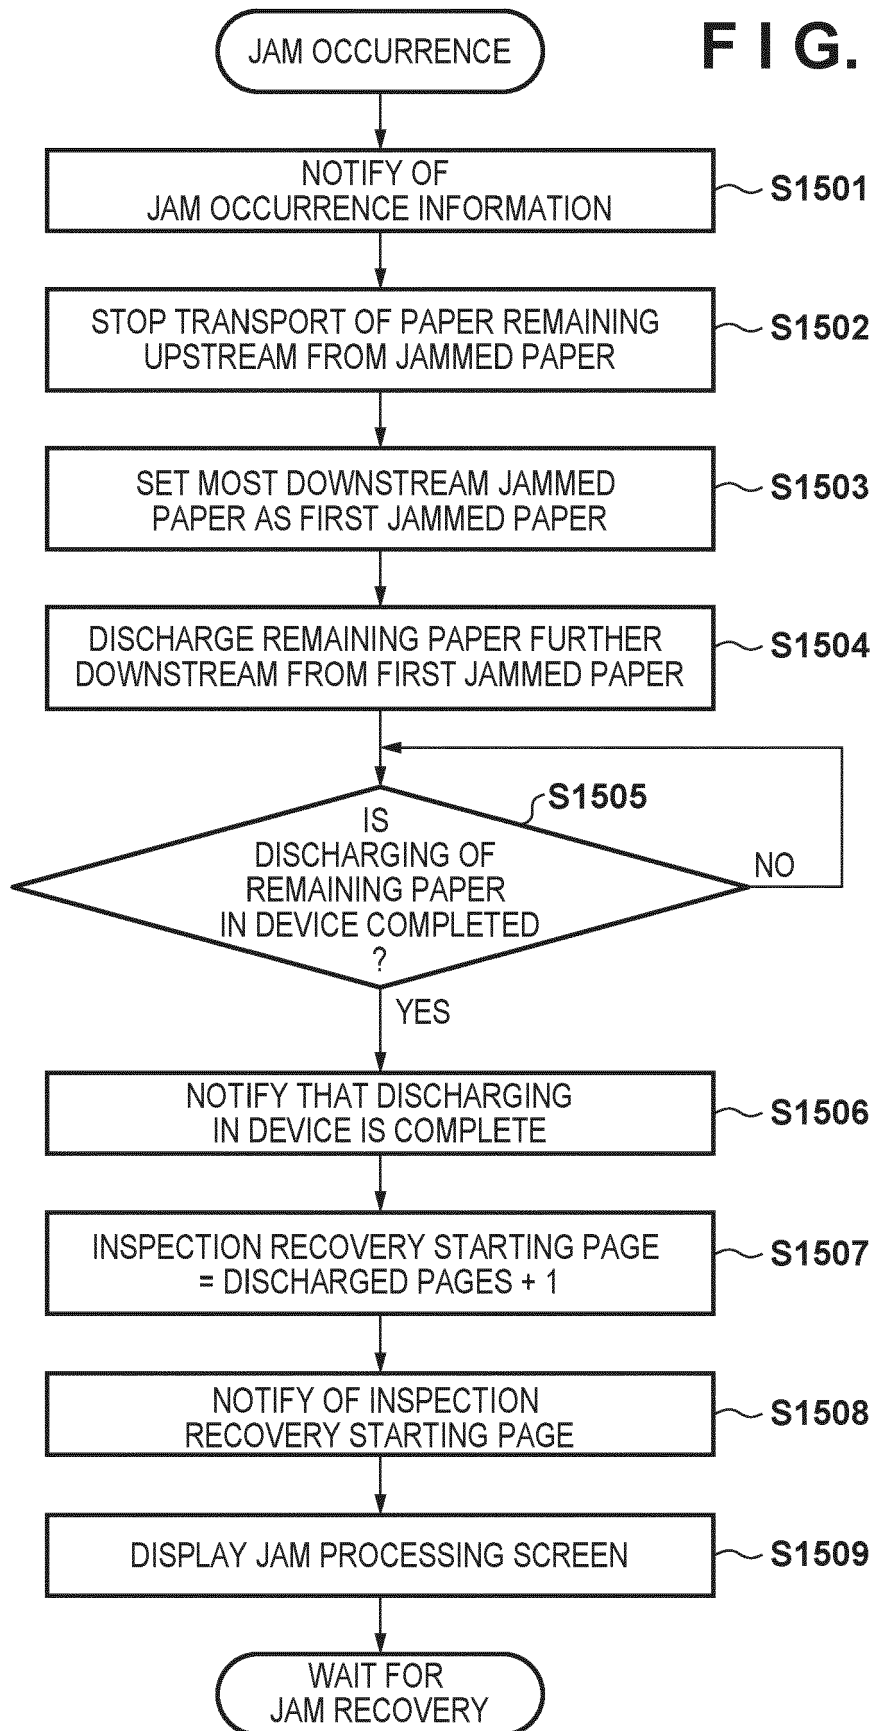 JAM OCCURRENCE
FIG.
NOTIFY OF
JAM OCCURRENCE INFORMATION
S1501
STOP TRANSPORT OF PAPER REMAINING
UPSTREAM FROM JAMMED PAPER
S1502
SET MOST DOWNSTREAM JAMMED
PAPER AS FIRST JAMMED PAPER
S1503
DISCHARGE REMAINING PAPER FURTHER
DOWNSTREAM FROM FIRST JAMMED PAPER
S1504
S1505
IS
DISCHARGING OF
REMAINING PAPER
IN DEVICE COMPLETED
?
NO
YES
NOTIFY THAT DISCHARGING
IN DEVICE IS COMPLETE
S1506
INSPECTION RECOVERY STARTING PAGE
= DISCHARGED PAGES + 1
S1507
NOTIFY OF INSPECTION
RECOVERY STARTING PAGE
S1508
DISPLAY JAM PROCESSING SCREEN
S1509
WAIT FOR
JAM RECOVERY